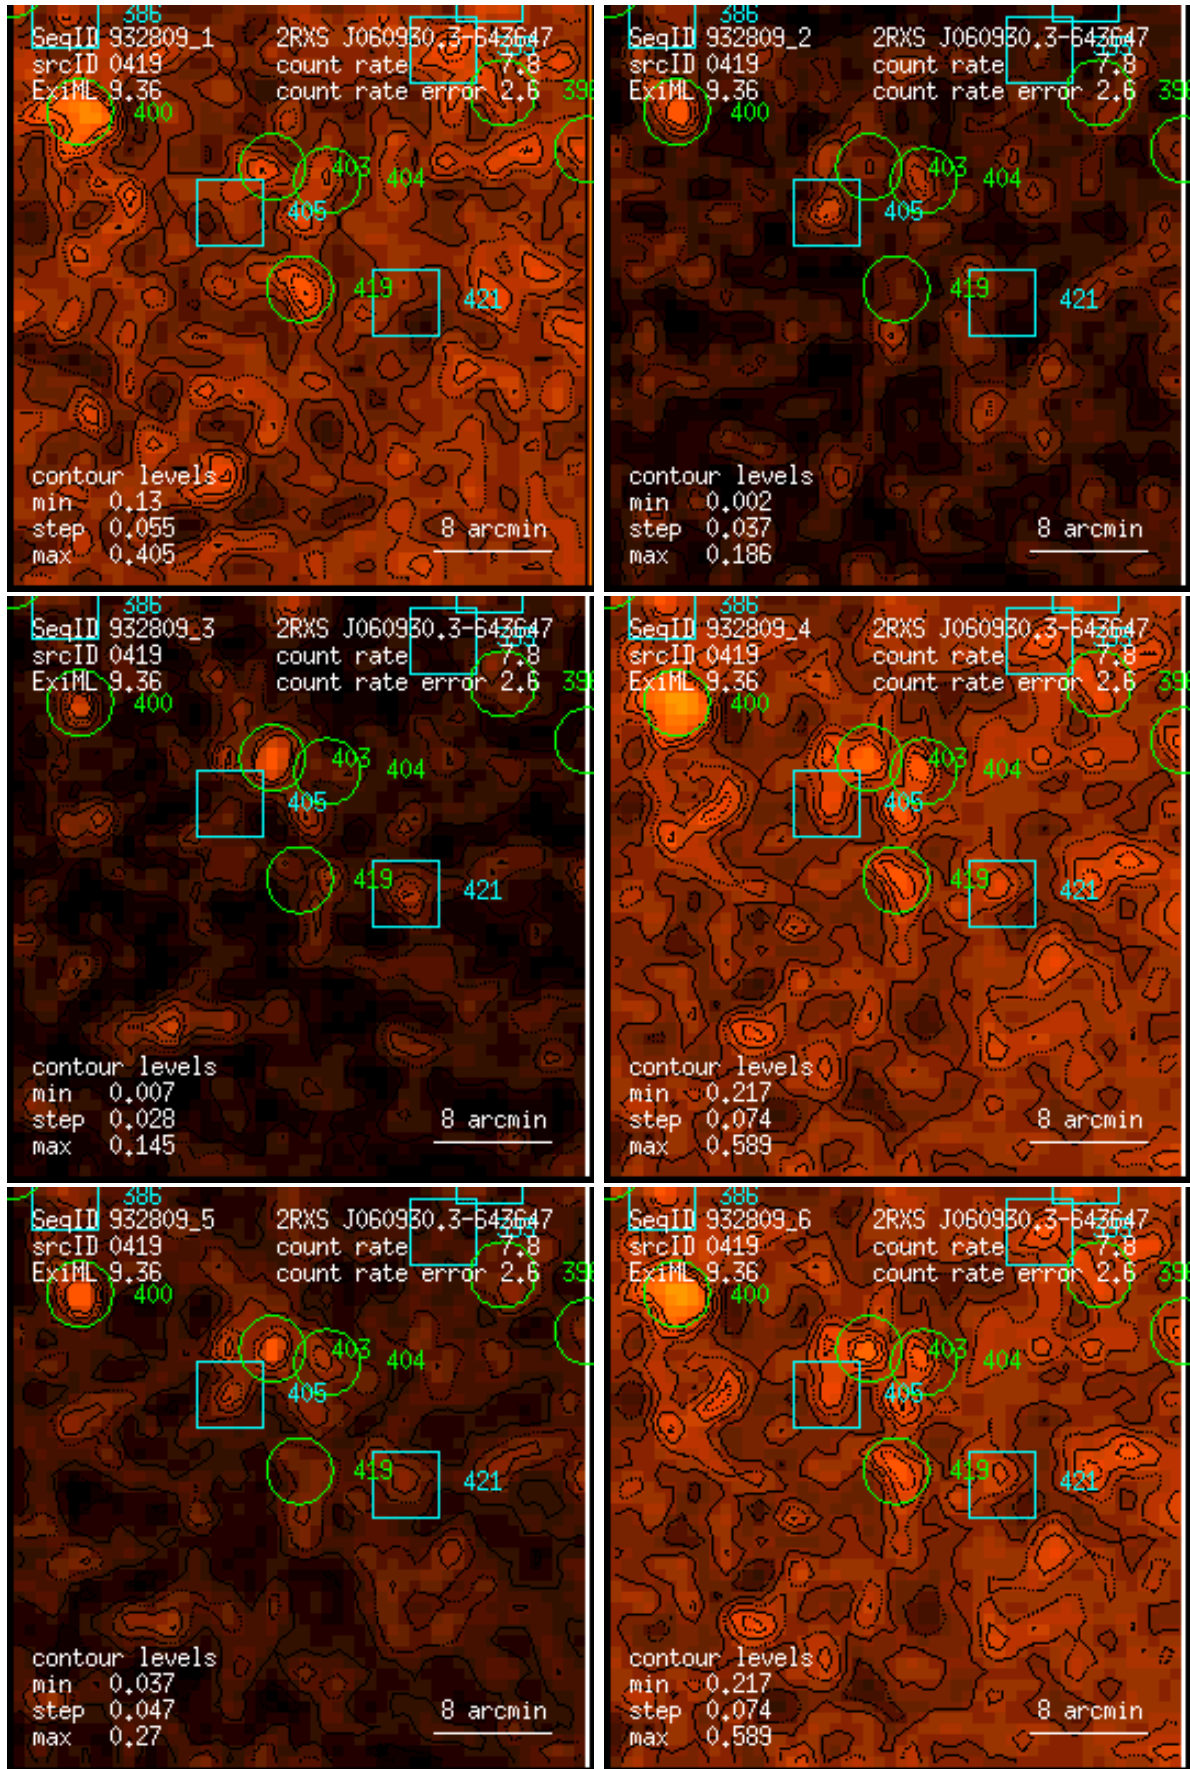 386
SeqID 932809_1 2RXS J060930.3-643647
srcID 0419 count rate 7.8
ExiML 9.36 count rate error 2.6 398
400
403
404
405
419
421
contour levels
min 0.13
step 0.055 8 arcmin
max 0.405
386
SeqID 932809_2 2RXS J060930.3-643647
srcID 0419 count rate 7.8
ExiML 9.36 count rate error 2.6 398
400
403
404
405
419
421
contour levels
min 0.002
step 0.037 8 arcmin
max 0.186
386
SeqID 932809_3 2RXS J060930.3-643647
srcID 0419 count rate 7.8
ExiML 9.36 count rate error 2.6 398
400
403
404
405
419
421
contour levels
min 0.007
step 0.028 8 arcmin
max 0.145
386
SeqID 932809_4 2RXS J060930.3-643647
srcID 0419 count rate 7.8
ExiML 9.36 count rate error 2.6 398
400
403
404
405
419
421
contour levels
min 0.217
step 0.074 8 arcmin
max 0.589
386
SeqID 932809_5 2RXS J060930.3-643647
srcID 0419 count rate 7.8
ExiML 9.36 count rate error 2.6 398
400
403
404
405
419
421
contour levels
min 0.037
step 0.047 8 arcmin
max 0.27
386
SeqID 932809_6 2RXS J060930.3-643647
srcID 0419 count rate 7.8
ExiML 9.36 count rate error 2.6 398
400
403
404
405
419
421
contour levels
min 0.217
step 0.074 8 arcmin
max 0.589